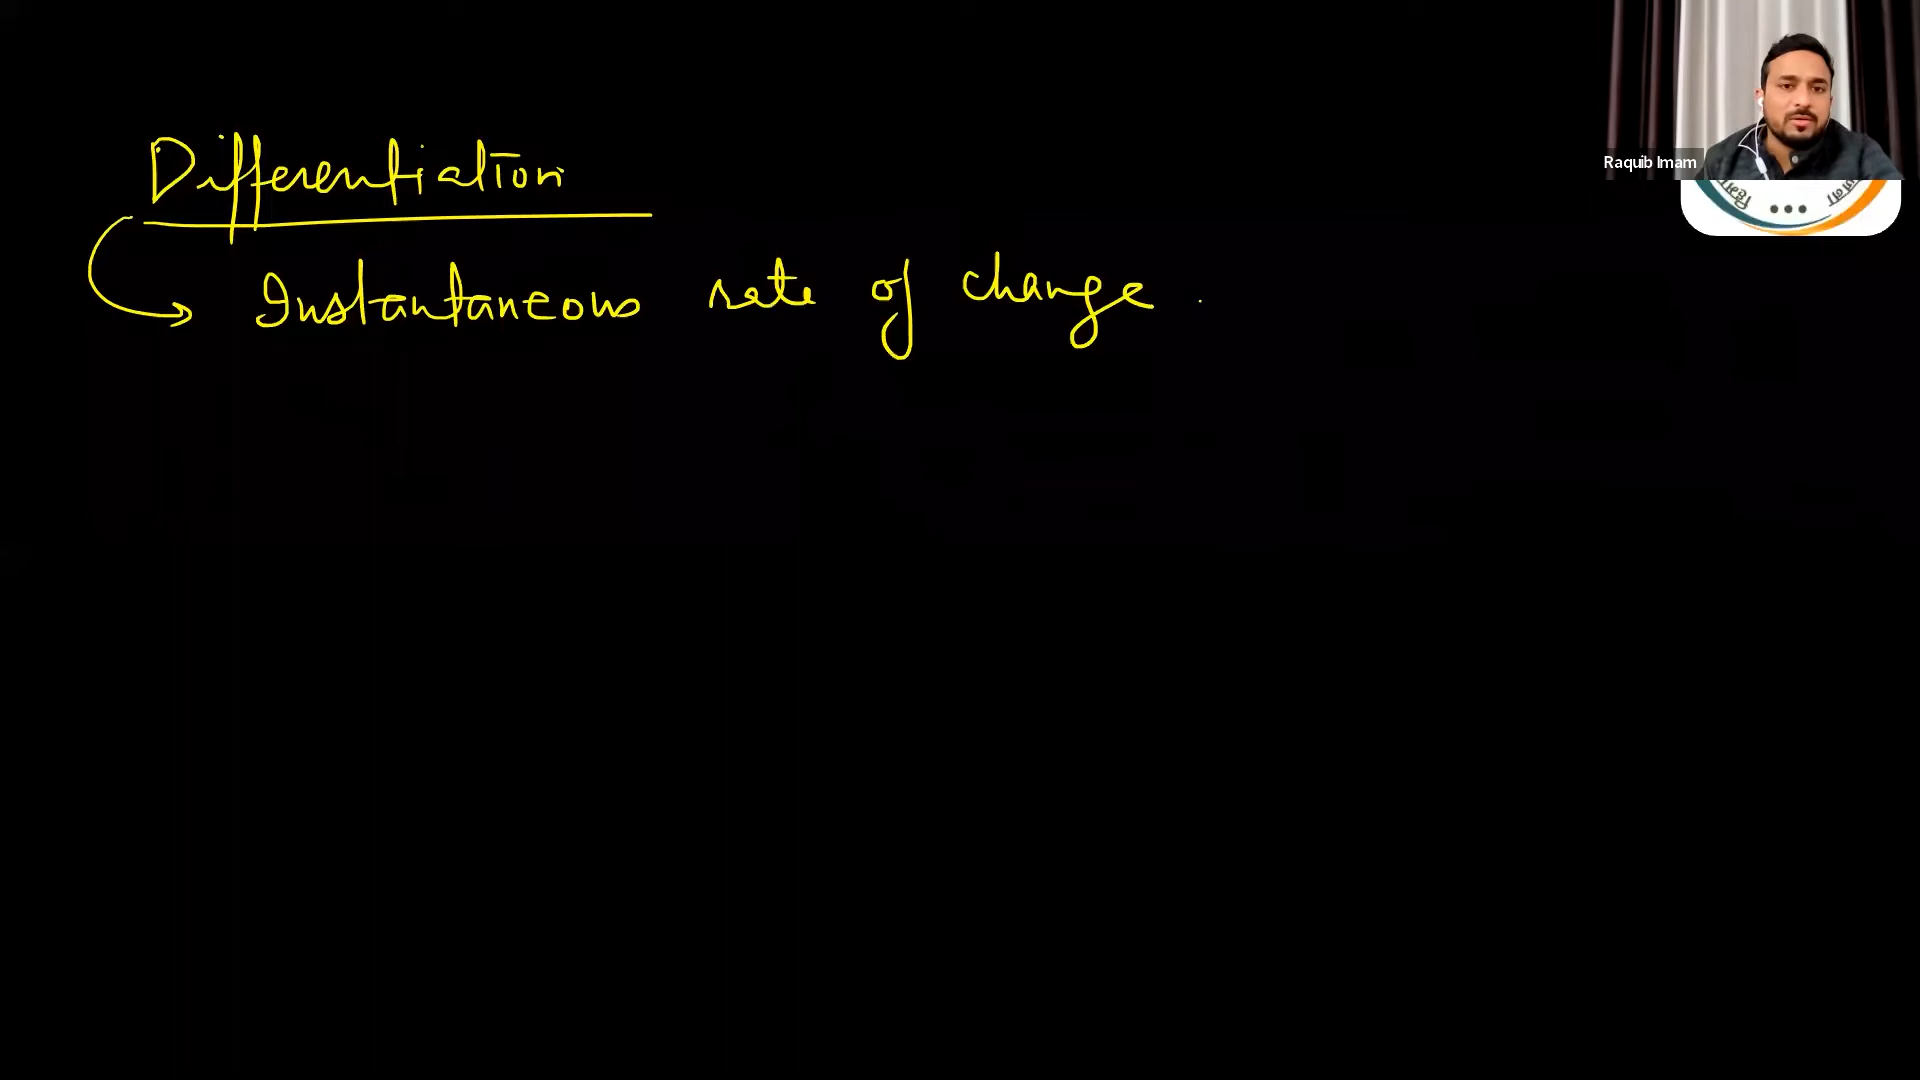 Differentiation
Instantaneous rate of change.
Raquib Imam